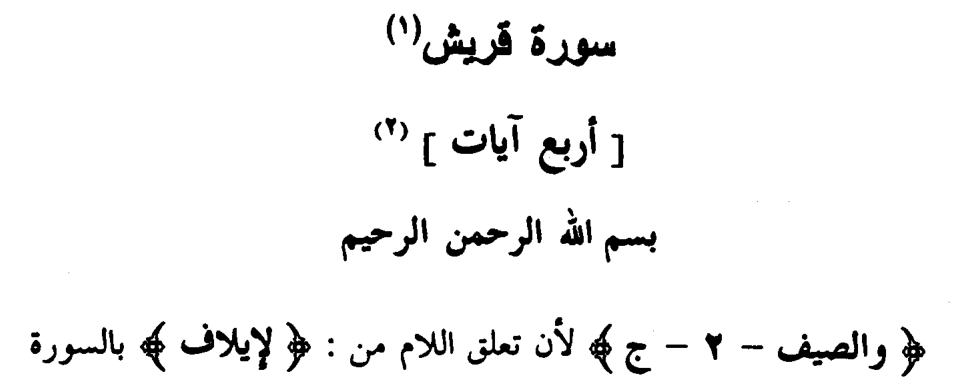 سورة قريش(١)
[ أربع آيات ] (٢)
بسم الله الرحمن الرحيم
﴿ والصيف – ٢ – ج ﴾ لأن تعلق اللام من : ﴿ لإيلاف ﴾ بالسورة